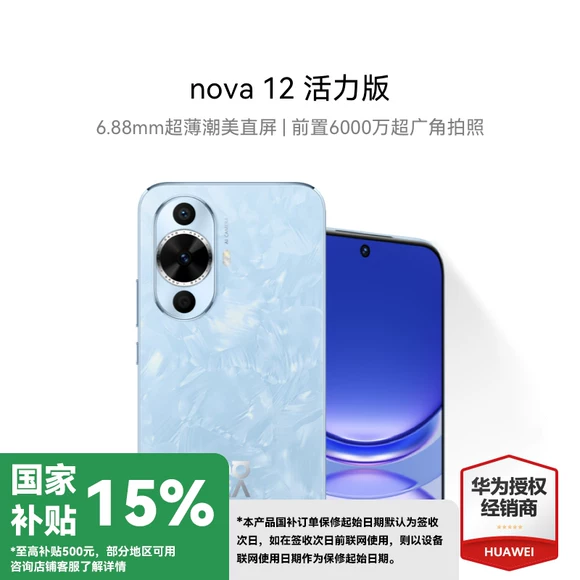 nova 12 活力版
6.88mm超薄潮美直屏 | 前置6000万超广角拍照
国家
补贴
15%
*至高补贴500元，部分地区可用
咨询店铺客服了解详情
*本产品国补订单保修起始日期默认为签收
次日，如在签收次日前联网使用，则以设备
联网使用日期作为保修起始日期。
华为授权
经销商
HUAWEI